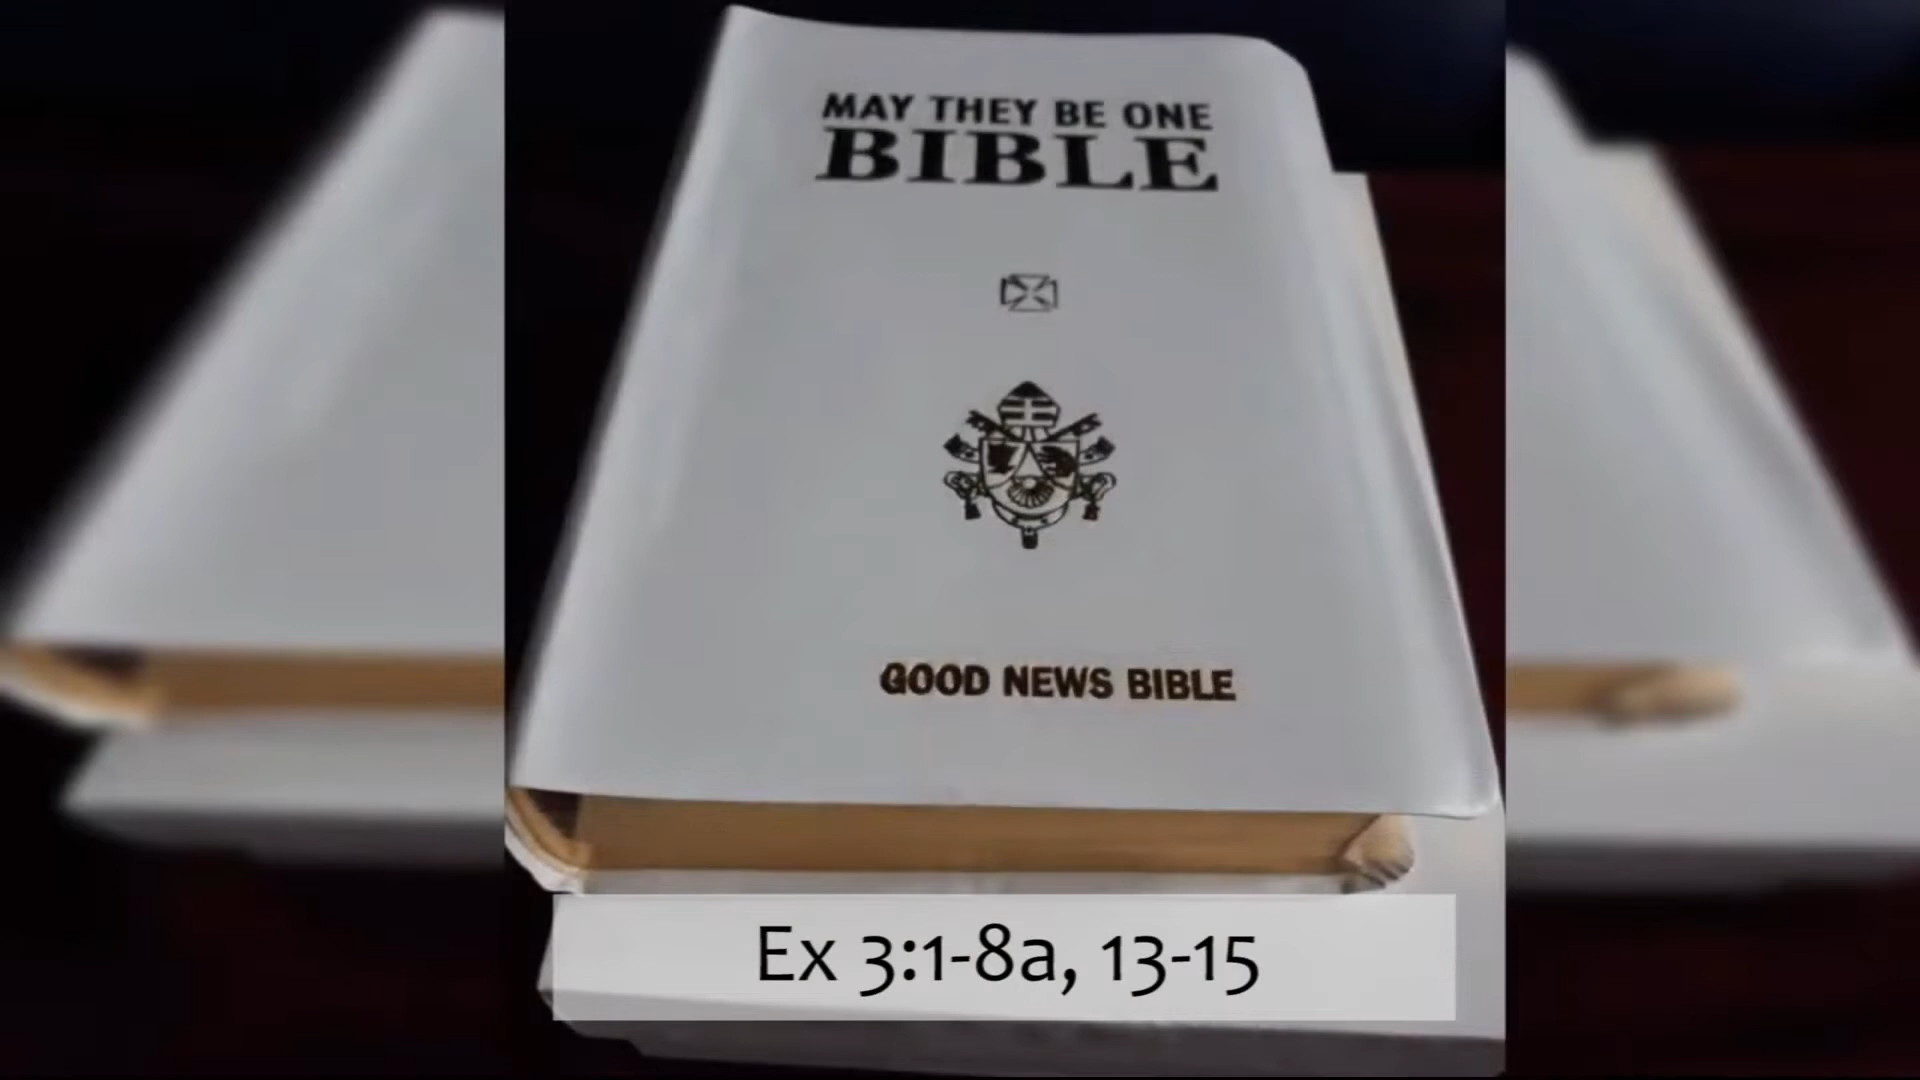 MAY THEY BE ONE
BIBLE
GOOD NEWS BIBLE
Ex 3:1-8a, 13-15